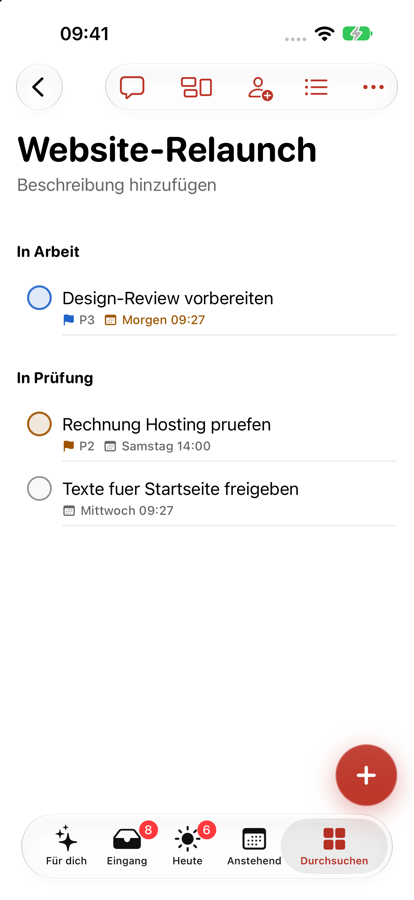 09:41
Website-Relaunch
Beschreibung hinzufügen
In Arbeit
Design-Review vorbereiten
P3 Morgen 09:27
In Prüfung
Rechnung Hosting pruefen
P2 Samstag 14:00
Texte fuer Startseite freigeben
Mittwoch 09:27
8 6
Für dich Eingang Heute Anstehend Durchsuchen